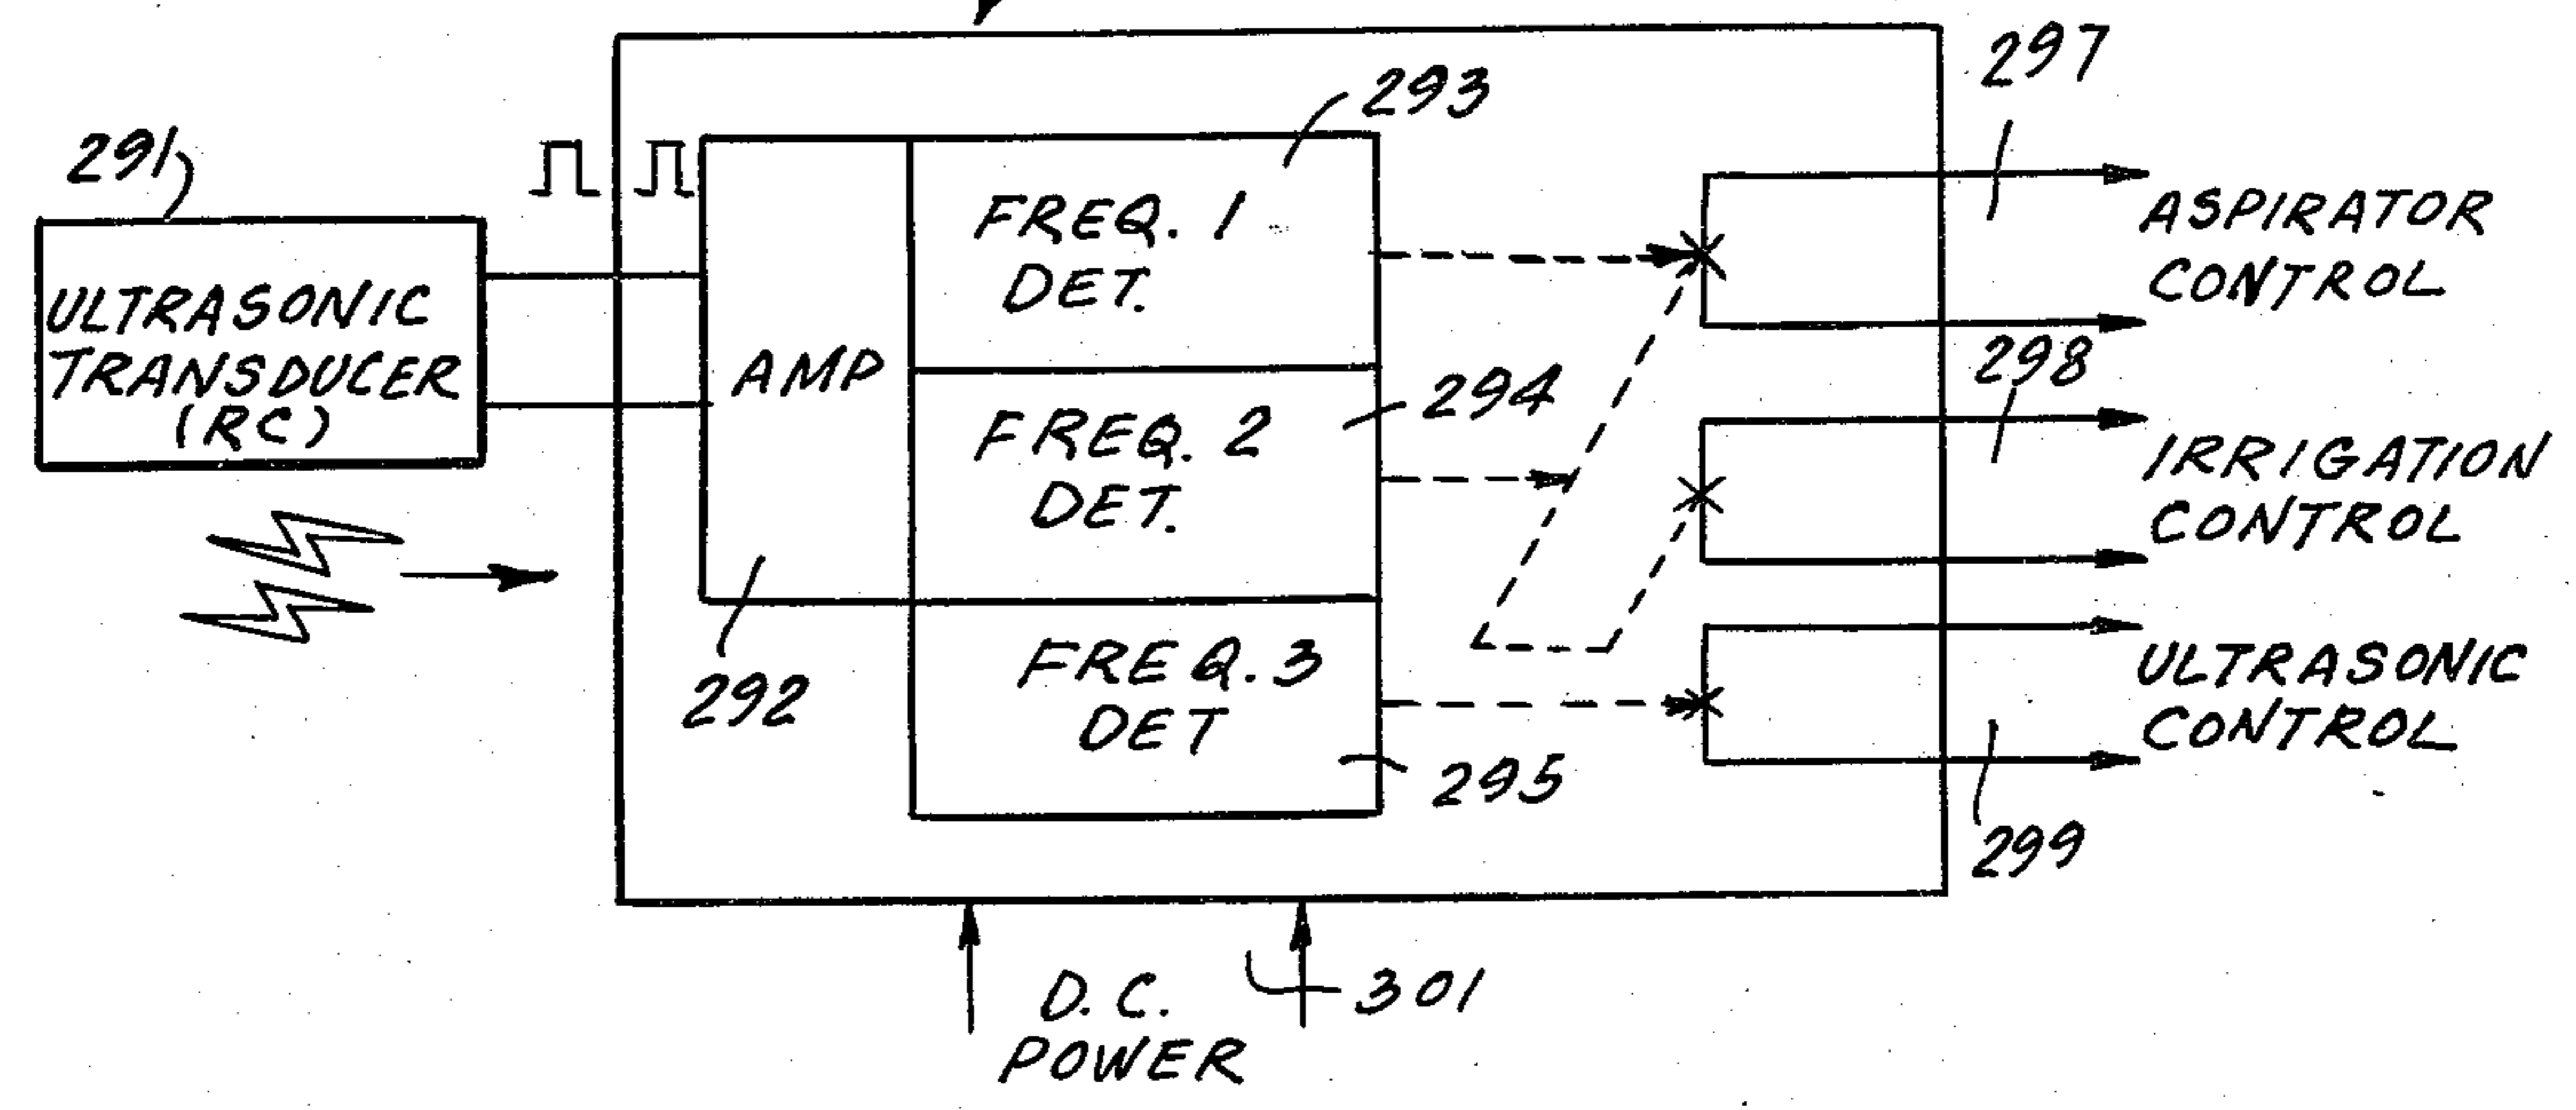 291
ULTRASONIC
TRANSDUCER
(RC)
AMP
292
293
FREQ. 1
DET.
294
FREQ. 2
DET.
FREQ. 3
DET
295
297
ASPIRATOR
CONTROL
298
IRRIGATION
CONTROL
ULTRASONIC
CONTROL
299
D.C.
POWER
301